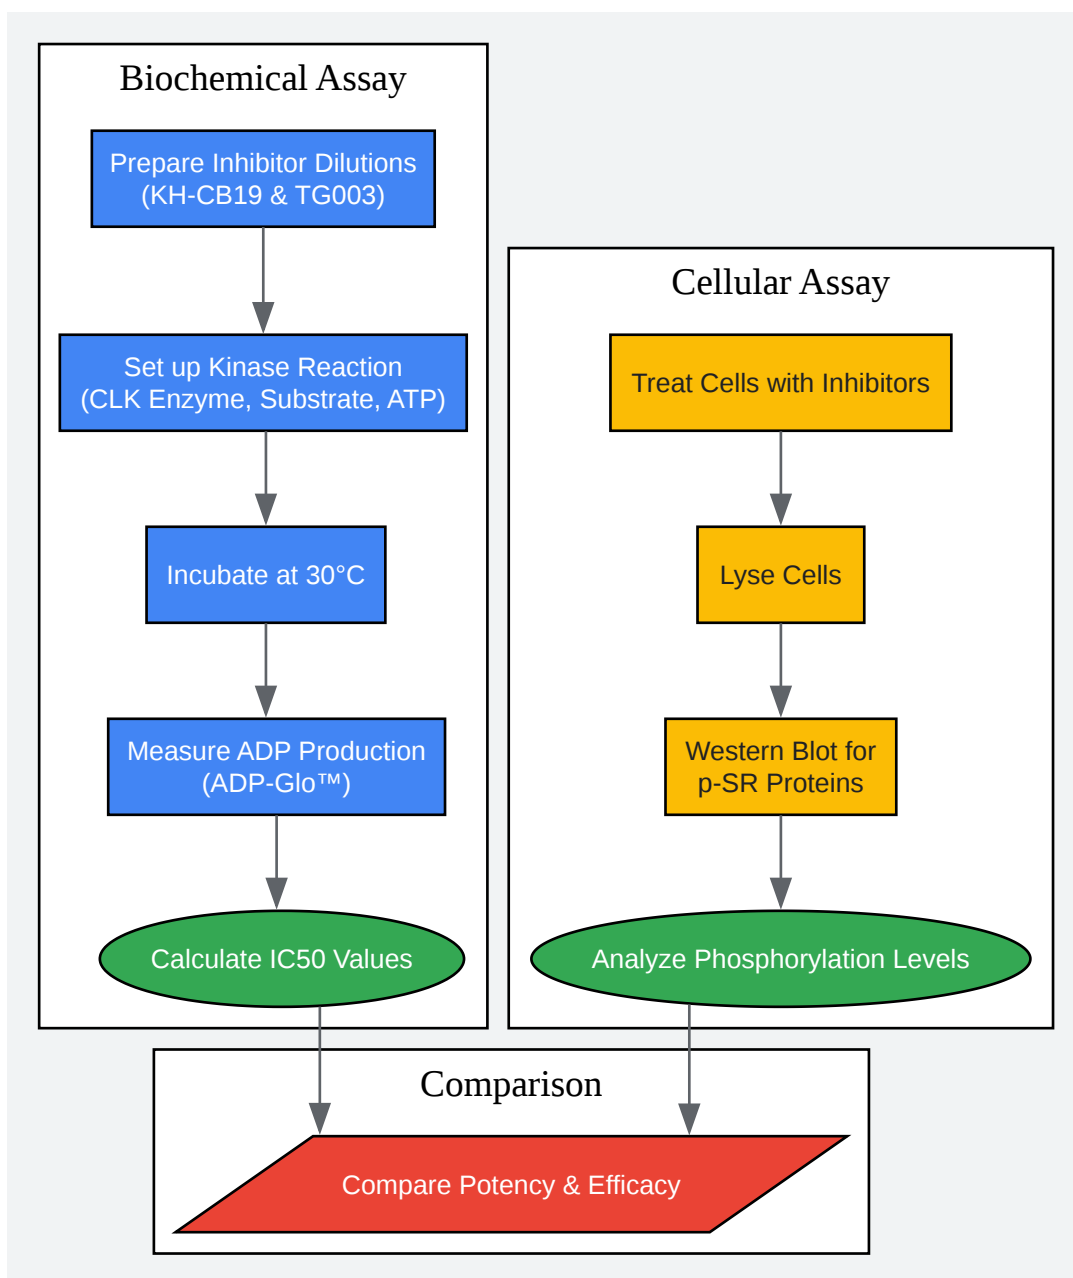 Biochemical Assay
Prepare Inhibitor Dilutions
(KH-CB19 & TG003)
Set up Kinase Reaction
(CLK Enzyme, Substrate, ATP)
Incubate at 30°C
Measure ADP Production
(ADP-Glo™)
Calculate IC50 Values
Cellular Assay
Treat Cells with Inhibitors
Lyse Cells
Western Blot for
p-SR Proteins
Analyze Phosphorylation Levels
Comparison
Compare Potency & Efficacy